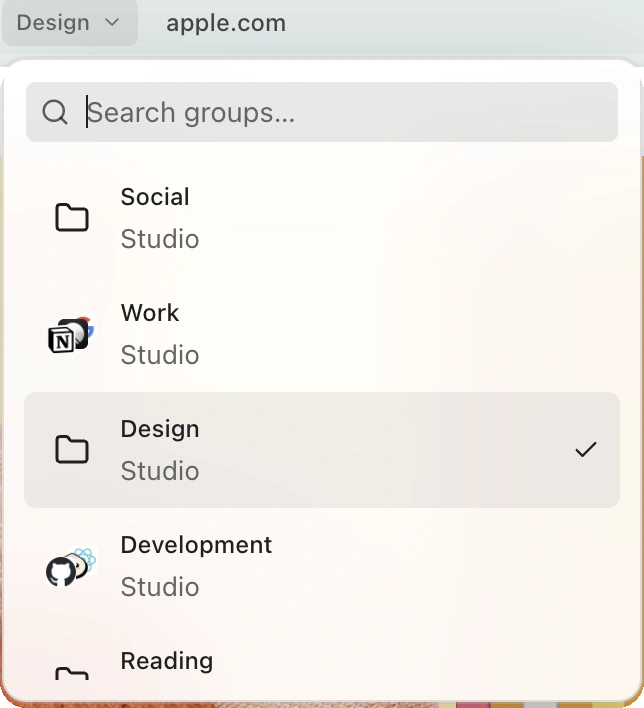 Design
apple.com
Search groups...
Social
Studio
Work
Studio
Design
Studio
Development
Studio
Reading